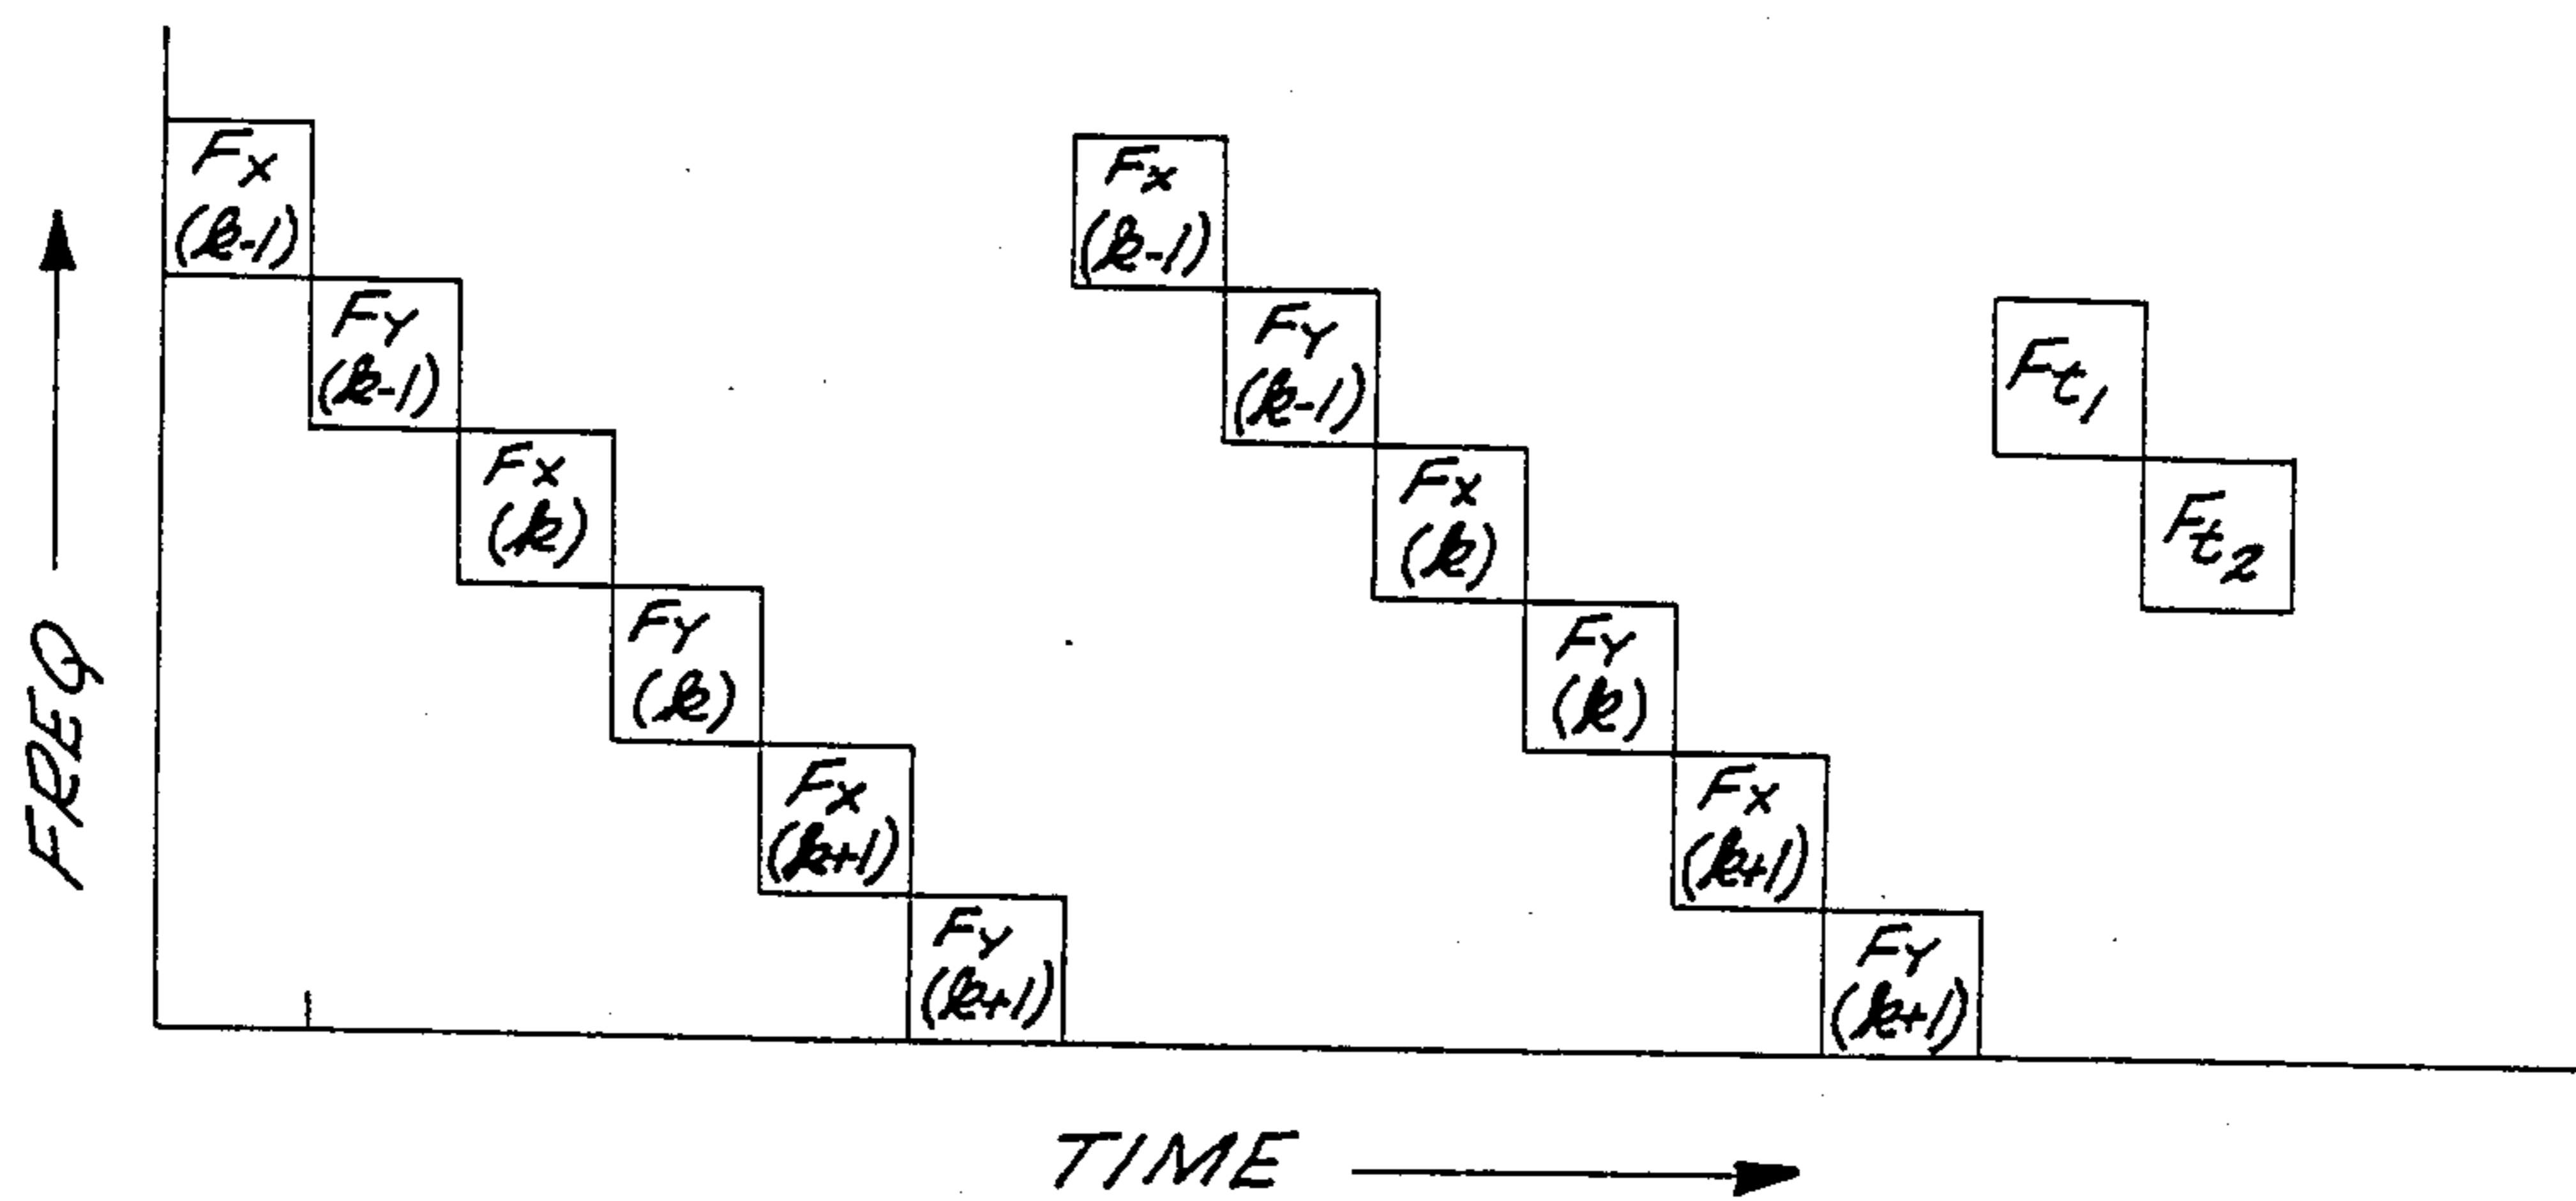 Fx
(k-1)
Fy
(k-1)
Fx
(k)
Fy
(k)
Fx
(k+1)
Fy
(k+1)
Fx
(k-1)
Fy
(k-1)
Fx
(k)
Fy
(k)
Fx
(k+1)
Fy
(k+1)
Ft1
Ft2
FREQ
TIME